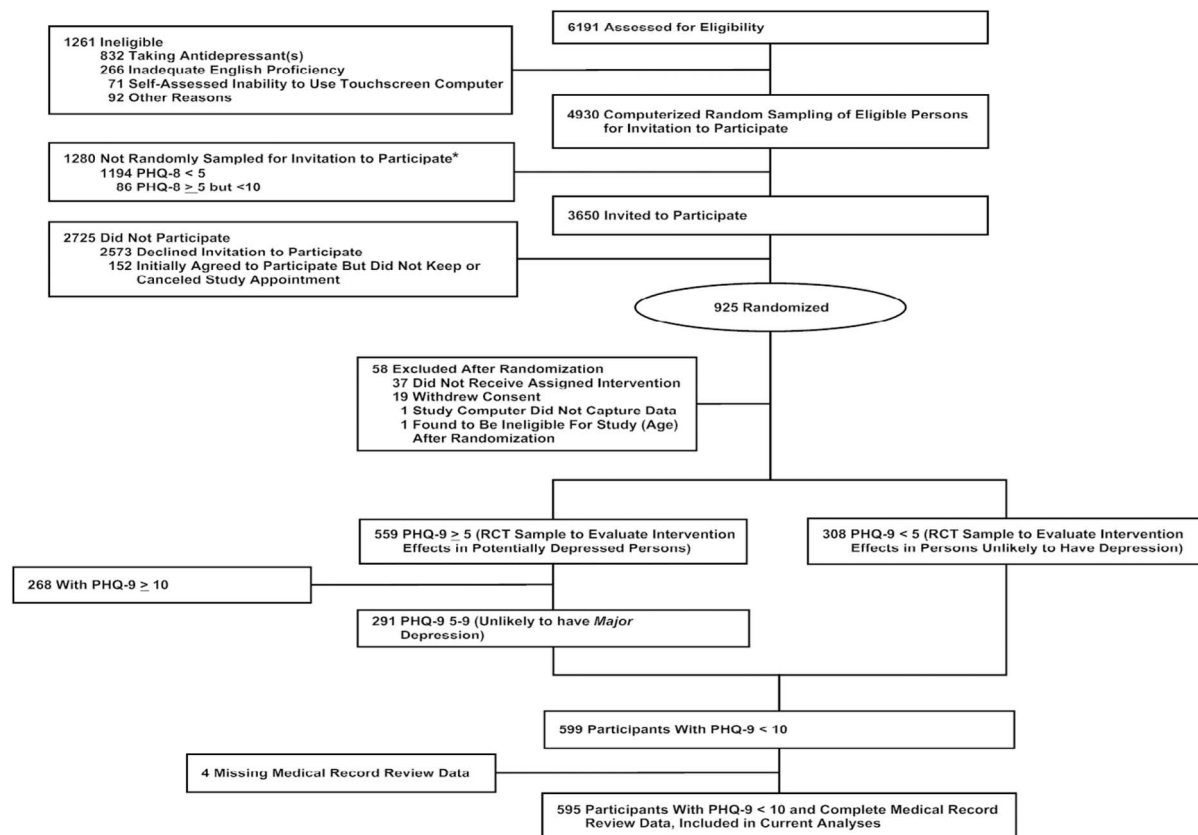 6191 Assessed for Eligibility
1261 Ineligible
832 Taking Antidepressant(s)
266 Inadequate English Proficiency
71 Self-Assessed Inability to Use Touchscreen Computer
92 Other Reasons
4930 Computerized Random Sampling of Eligible Persons
for Invitation to Participate
1280 Not Randomly Sampled for Invitation to Participate*
1194 PHQ-8 < 5
86 PHQ-8 ≥ 5 but <10
3650 Invited to Participate
2725 Did Not Participate
2573 Declined Invitation to Participate
152 Initially Agreed to Participate But Did Not Keep or
Canceled Study Appointment
925 Randomized
58 Excluded After Randomization
37 Did Not Receive Assigned Intervention
19 Withdrew Consent
1 Study Computer Did Not Capture Data
1 Found to Be Ineligible For Study (Age)
After Randomization
559 PHQ-9 ≥ 5 (RCT Sample to Evaluate Intervention
Effects in Potentially Depressed Persons)
308 PHQ-9 < 5 (RCT Sample to Evaluate Intervention
Effects in Persons Unlikely to Have Depression)
268 With PHQ-9 ≥ 10
291 PHQ-9 5-9 (Unlikely to have Major
Depression)
599 Participants With PHQ-9 < 10
4 Missing Medical Record Review Data
595 Participants With PHQ-9 < 10 and Complete Medical Record
Review Data, Included in Current Analyses